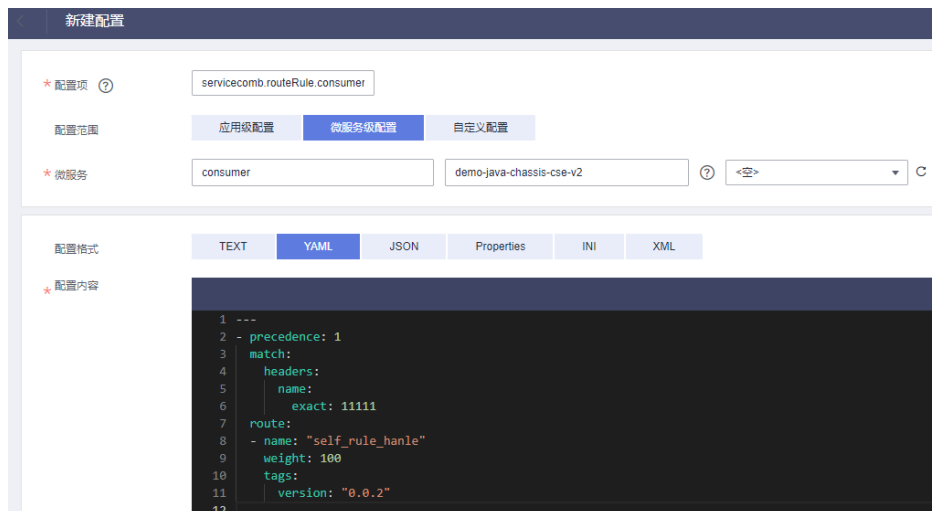 新建配置
* 配置项 ? servicecomb.routeRule.consumer
配置范围 应用级配置 微服务级配置 自定义配置
* 微服务 consumer demo-java-chassis-cse-v2 ? <空>
配置格式 TEXT YAML JSON Properties INI XML
* 配置内容
1 ---
2 - precedence: 1
3   match:
4     headers:
5       name:
6         exact: 11111
7   route:
8   - name: "self_rule_hanle"
9     weight: 100
10     tags:
11       version: "0.0.2"
12